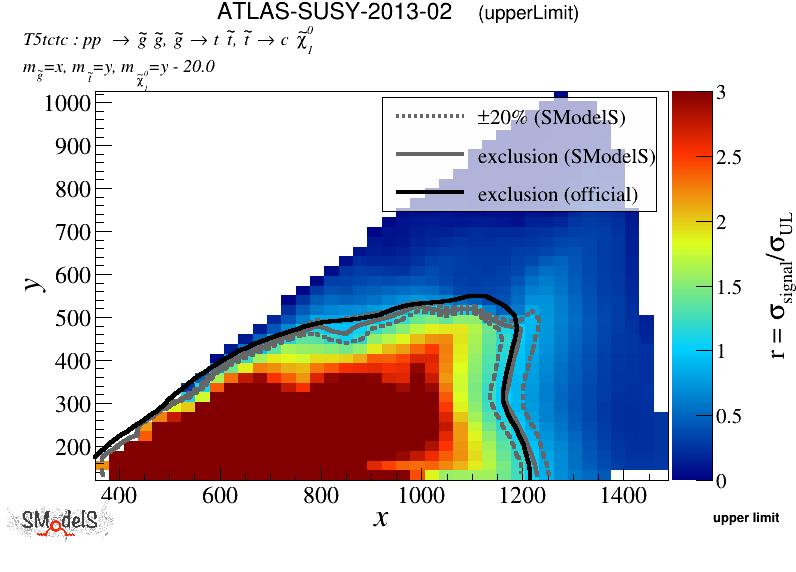 ATLAS-SUSY-2013-02 (upperLimit)
T5tctc : pp → g̃ g̃, g̃ → t t̃, t̃ → c χ̃₁⁰
m_g̃=x, m_t̃=y, m_χ̃₁⁰=y - 20.0
±20% (SModelS)
exclusion (SModelS)
exclusion (official)
1000
900
800
700
600
500
400
300
200
y
400 600 800 1000 1200 1400
x
3
2.5
2
1.5
1
0.5
0
r = σ_signal/σ_UL
SModelS
upper limit